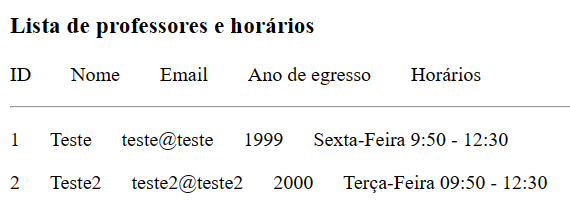 Lista de professores e horários
ID Nome Email Ano de egresso Horários
1 Teste teste@teste 1999 Sexta-Feira 9:50 - 12:30
2 Teste2 teste2@teste2 2000 Terça-Feira 09:50 - 12:30